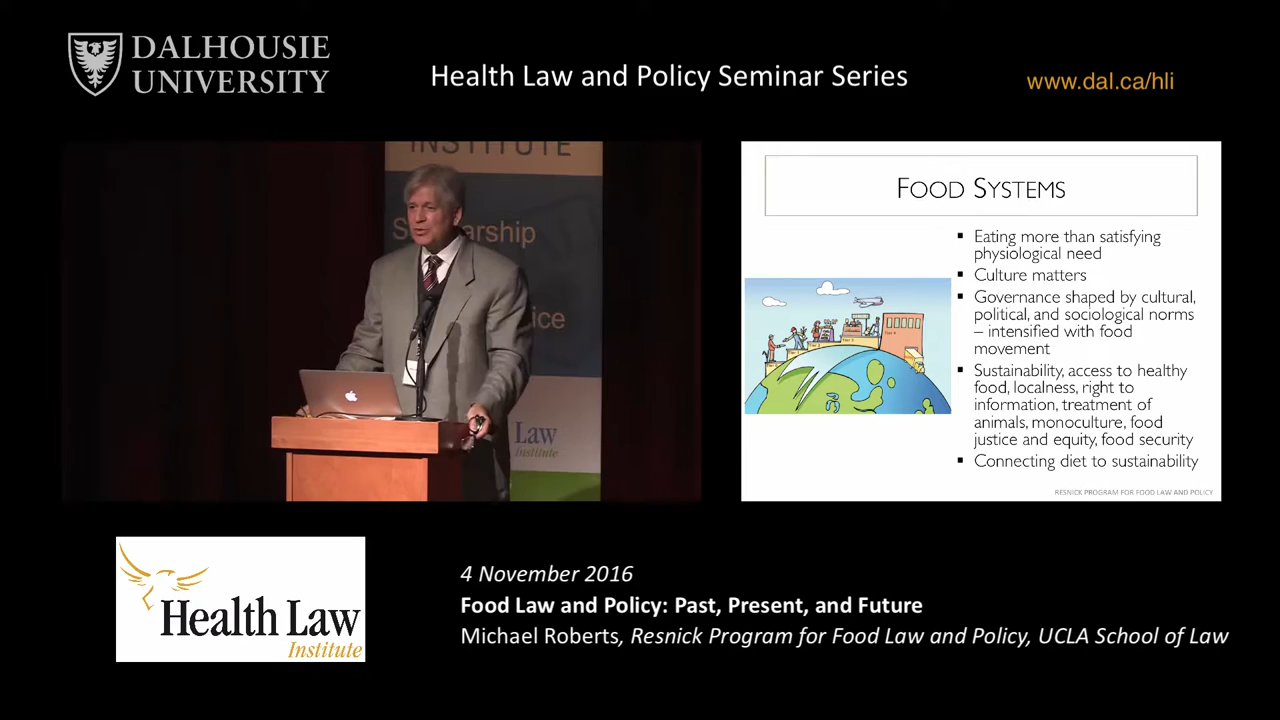 DALHOUSIE
UNIVERSITY
Health Law and Policy Seminar Series
www.dal.ca/hli
INSTITUTE
Law
Institute
FOOD SYSTEMS
▪ Eating more than satisfying
physiological need
▪ Culture matters
▪ Governance shaped by cultural,
political, and sociological norms
– intensified with food
movement
▪ Sustainability, access to healthy
food, localness, right to
information, treatment of
animals, monoculture, food
justice and equity, food security
▪ Connecting diet to sustainability
RESNICK PROGRAM FOR FOOD LAW AND POLICY
Health Law
Institute
4 November 2016
Food Law and Policy: Past, Present, and Future
Michael Roberts, Resnick Program for Food Law and Policy, UCLA School of Law